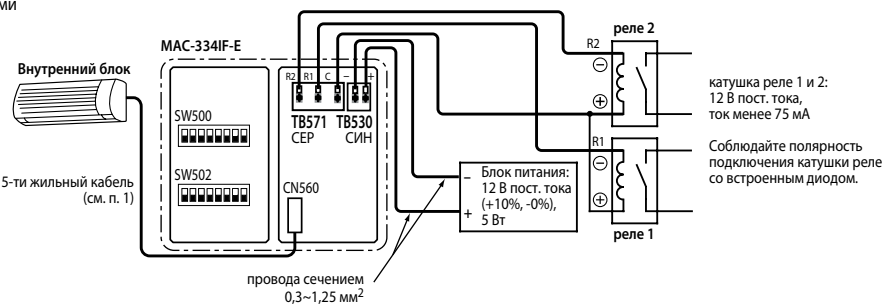 ми
MAC-334IF-E
Внутренний блок
5-ти жильный кабель
(см. п. 1)
SW500
SW502
R2 R1 C − +
TB571 TB530
СЕР СИН
CN560
провода сечением
0,3~1,25 мм²
− Блок питания:
12 В пост. тока
(+10%, -0%),
+ 5 Вт
реле 2
R2
−
+
R1
−
+
реле 1
катушка реле 1 и 2:
12 В пост. тока,
ток менее 75 мА
Соблюдайте полярность
подключения катушки реле
со встроенным диодом.